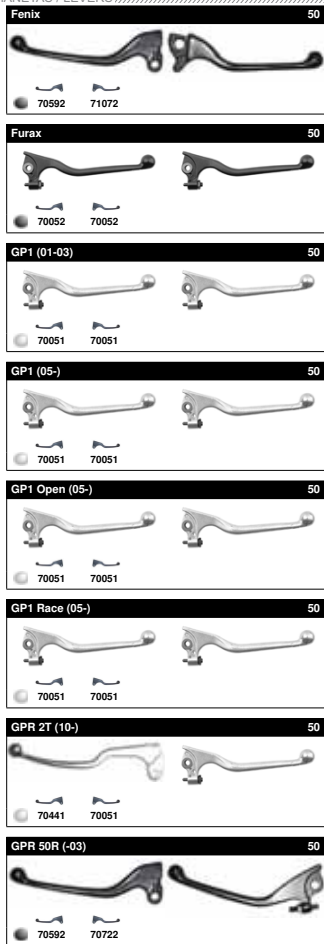 Fenix 50
70592 71072
Furax 50
70052 70052
GP1 (01-03) 50
70051 70051
GP1 (05-) 50
70051 70051
GP1 Open (05-) 50
70051 70051
GP1 Race (05-) 50
70051 70051
GPR 2T (10-) 50
70441 70051
GPR 50R (-03) 50
70592 70722